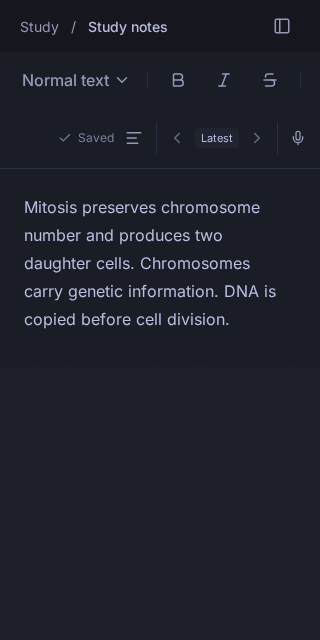 Study / Study notes
Normal text
Saved
Latest
Mitosis preserves chromosome
number and produces two
daughter cells. Chromosomes
carry genetic information. DNA is
copied before cell division.